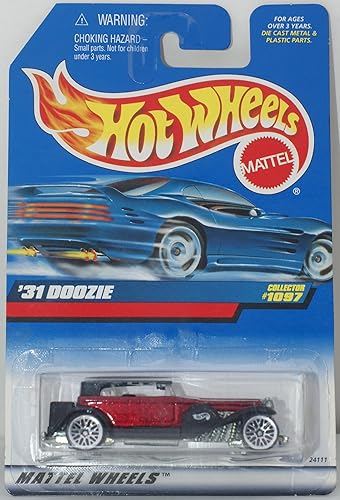 ⚠ WARNING:
CHOKING HAZARD –
Small parts. Not for children
under 3 years.
FOR AGES
OVER 3 YEARS.
DIE CAST METAL &
PLASTIC PARTS.
HOT WHEELS
MATTEL
®
'31 DOOZIE
COLLECTOR
#1097
24111
MATTEL WHEELS™